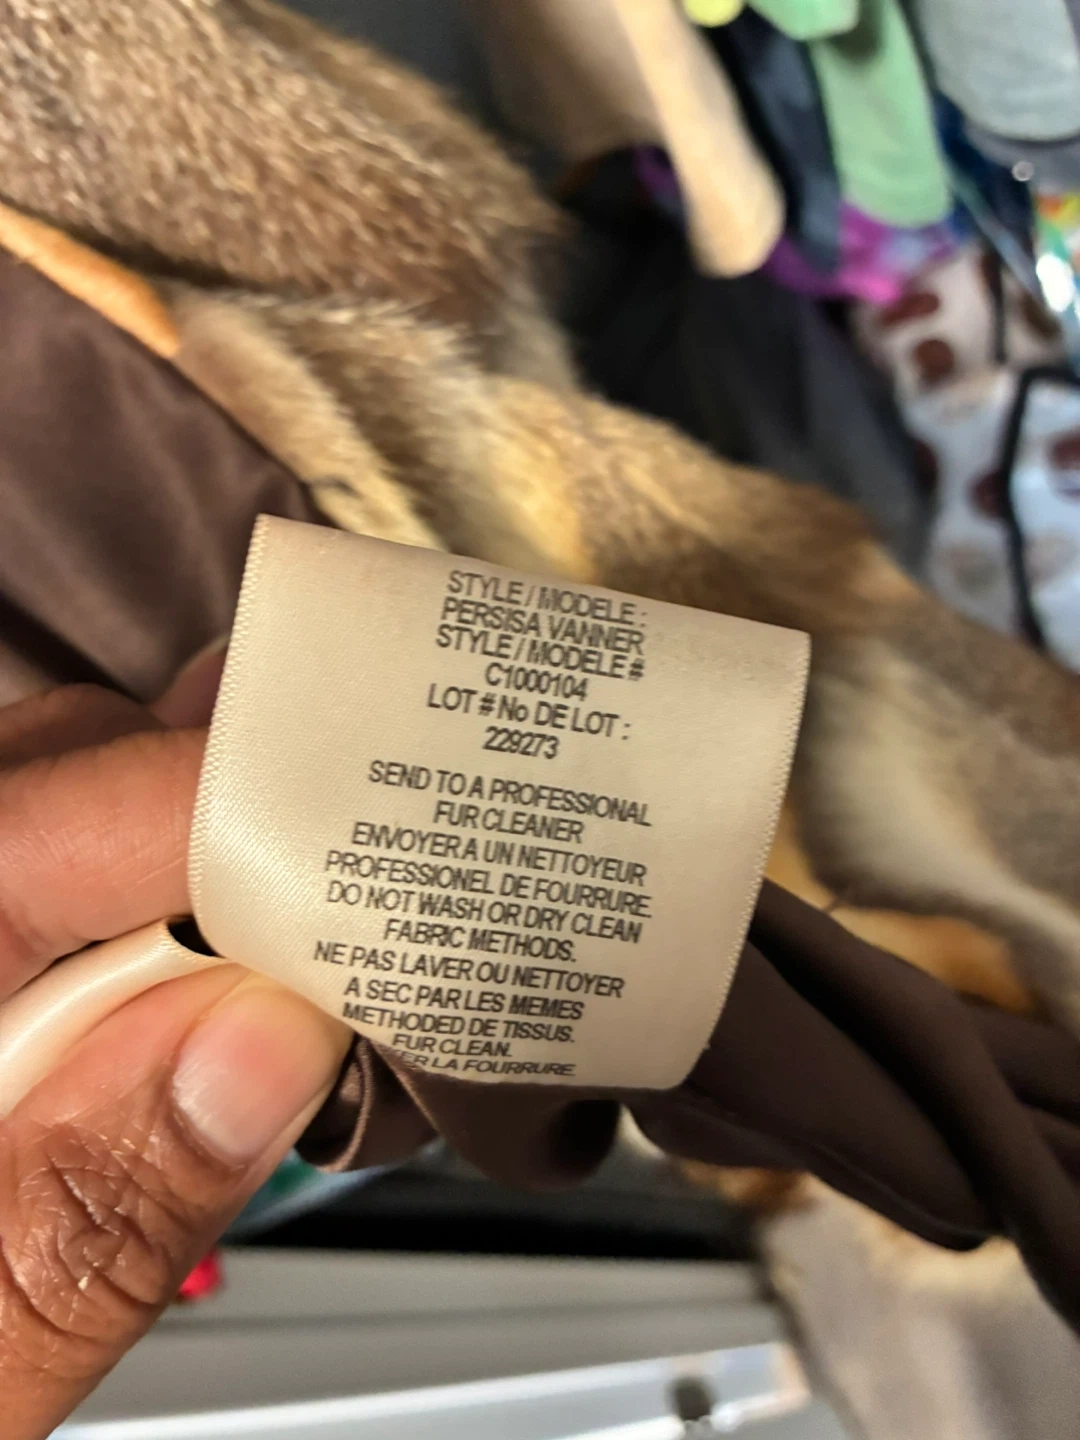 STYLE / MODELE :
PERSISA VANNER
STYLE / MODELE #
C1000104
LOT # No DE LOT :
229273
SEND TO A PROFESSIONAL
FUR CLEANER
ENVOYER A UN NETTOYEUR
PROFESSIONEL DE FOURRURE.
DO NOT WASH OR DRY CLEAN
FABRIC METHODS.
NE PAS LAVER OU NETTOYER
A SEC PAR LES MEMES
METHODED DE TISSUS.
FUR CLEAN.
LA FOURRURE.